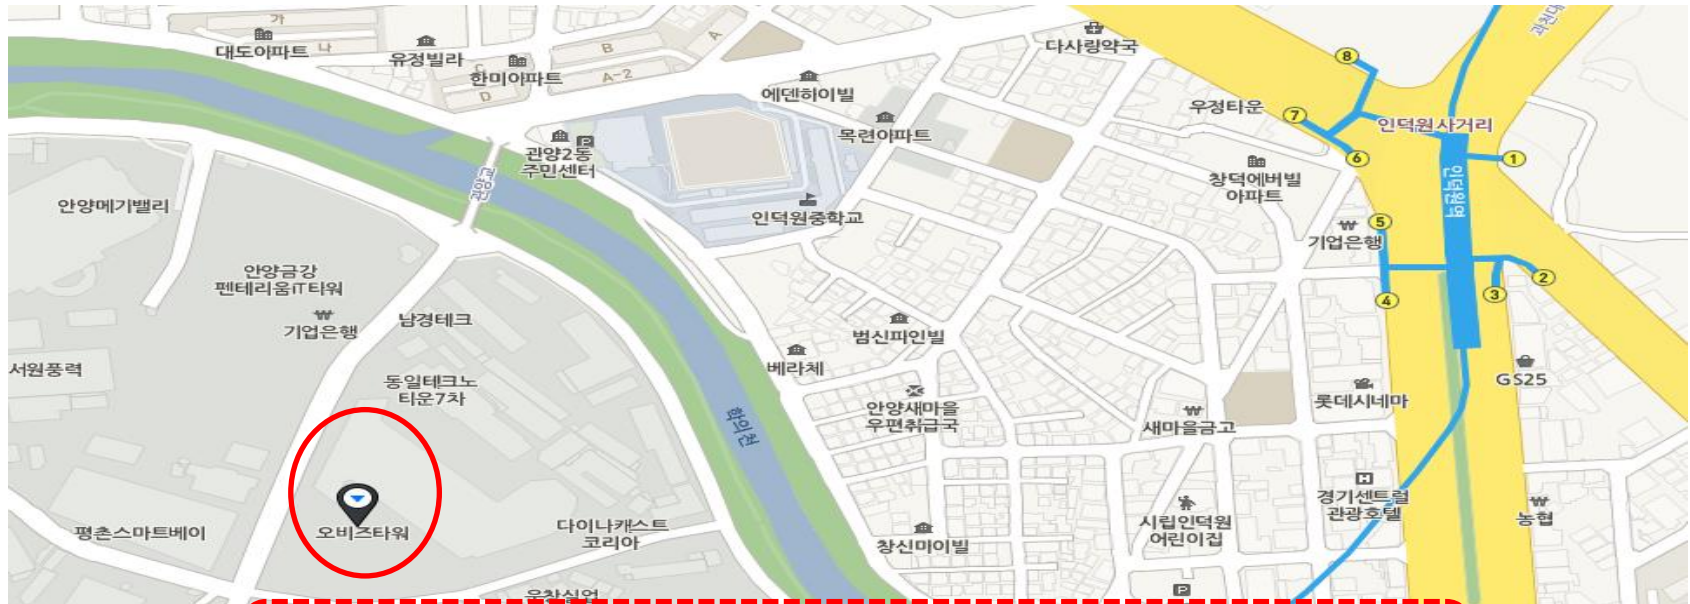 가
나
대도아파트
유정빌라
C
D
한미아파트
B
A
A-2
다사랑약국
에덴하이빌
목련아파트
우정타운
8
7
6
인덕원사거리
1
인덕원역
관양2동
주민센터
P
관양교
안양메기밸리
인덕원중학교
창덕에버빌
아파트
5
기업은행
4
3
2
안양금강
펜테리움IT타워
기업은행
남경테크
범신파인빌
베라체
서원풍력
동일테크노
타운7차
GS25
롯데시네마
안양새마을
우편취급국
새마을금고
학의천
경기센트럴
관광호텔
농협
시립인덕원
어린이집
창신미이빌
다이나캐스트
코리아
오비즈타워
평촌스마트베이
P